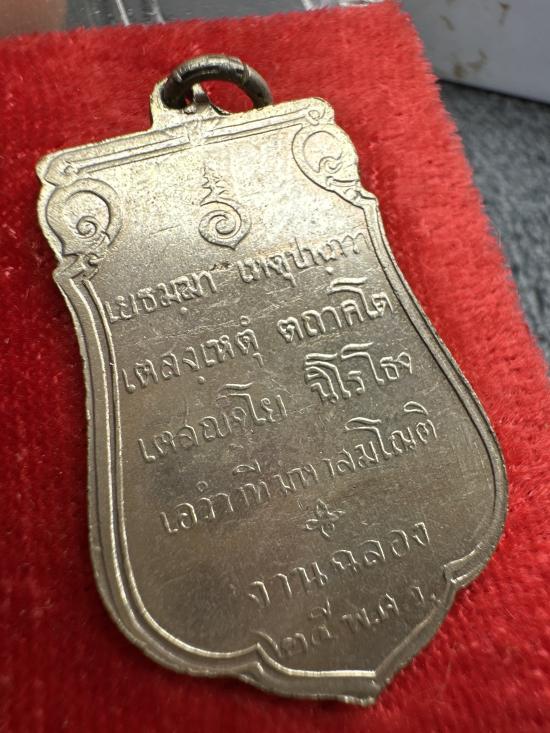 เยธมฺมา เหตุปฺปภวา
เตสงฺเหตุํ ตถาคโต
เตสญฺจโย นิโรโธจ
เอวํวาที มหาสมโณติ
งานฉลอง
๒๕ พ.ศ.ว.